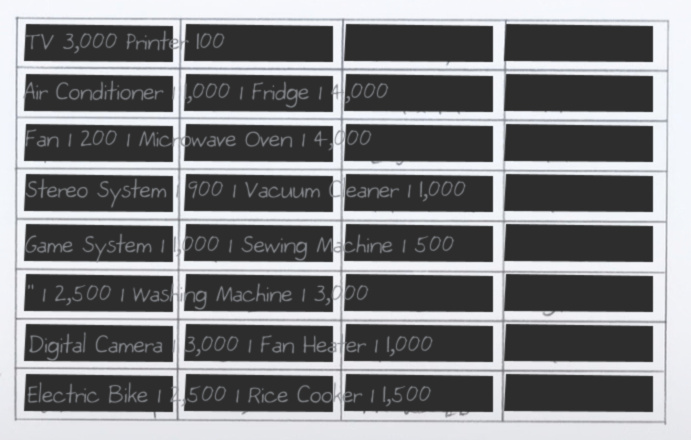 TV 3,000 Printer 100
Air Conditioner | 1,000 | Fridge | 4,000
Fan | 200 | Microwave Oven | 4,000
Stereo System | 900 | Vacuum Cleaner | 1,000
Game System | 1,000 | Sewing Machine | 500
" | 2,500 | Washing Machine | 3,000
Digital Camera | 3,000 | Fan Heater | 1,000
Electric Bike | 2,500 | Rice Cooker | 1,500